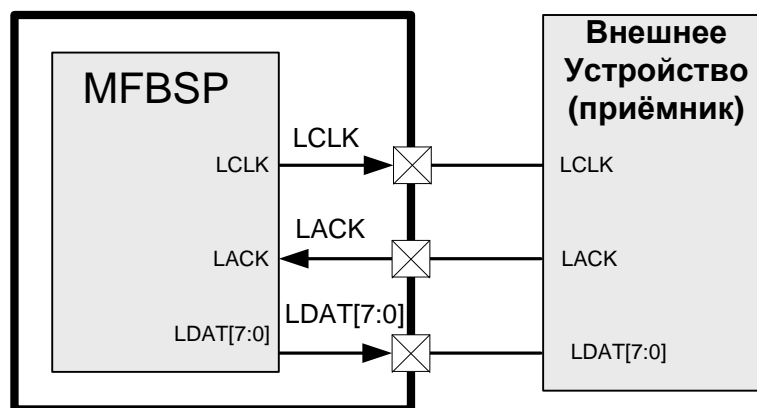 MFBSP
LCLK
LACK
LDAT[7:0]
LCLK
LACK
LDAT[7:0]
Внешнее
Устройство
(приёмник)
LCLK
LACK
LDAT[7:0]